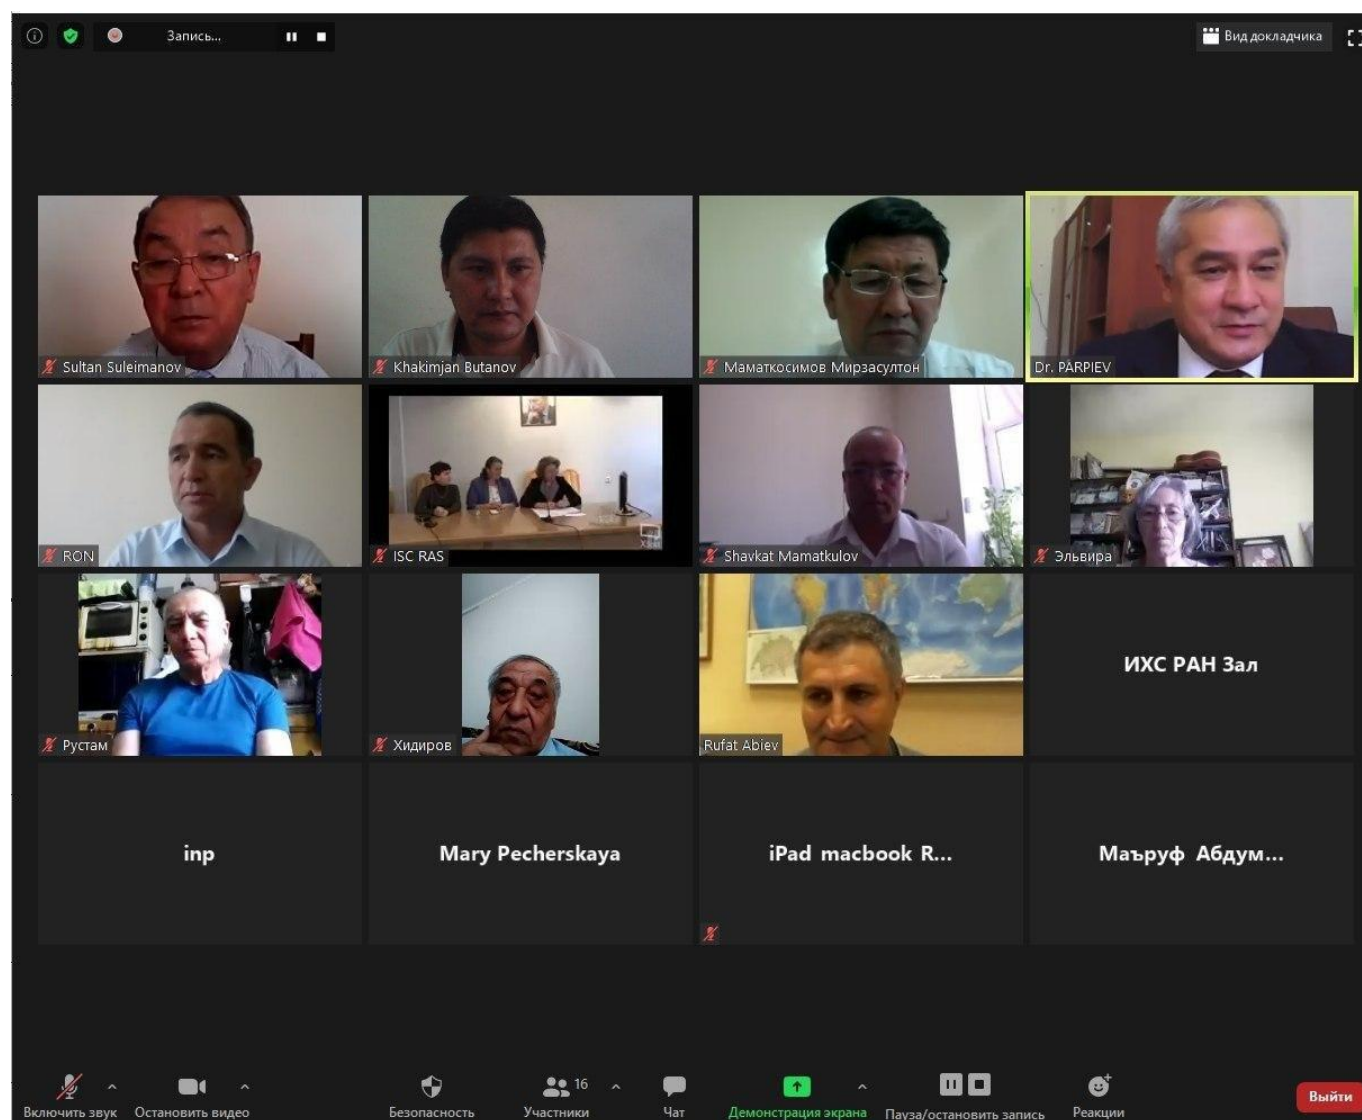 Запись...
Вид докладчика
Sultan Suleimanov
Khakimjan Butanov
Маматкосимов Мирзасултон
Dr. PARPIEV
RON
ISC RAS
Shavkat Mamatkulov
Эльвира
Рустам
Хидиров
Rufat Abiev
ИХС РАН Зал
inp
Mary Pecherskaya
iPad macbook R...
Маъруф Абдум...
Включить звук
Остановить видео
Безопасность
16
Участники
Чат
Демонстрация экрана
Пауза/остановить запись
Реакции
Выйти